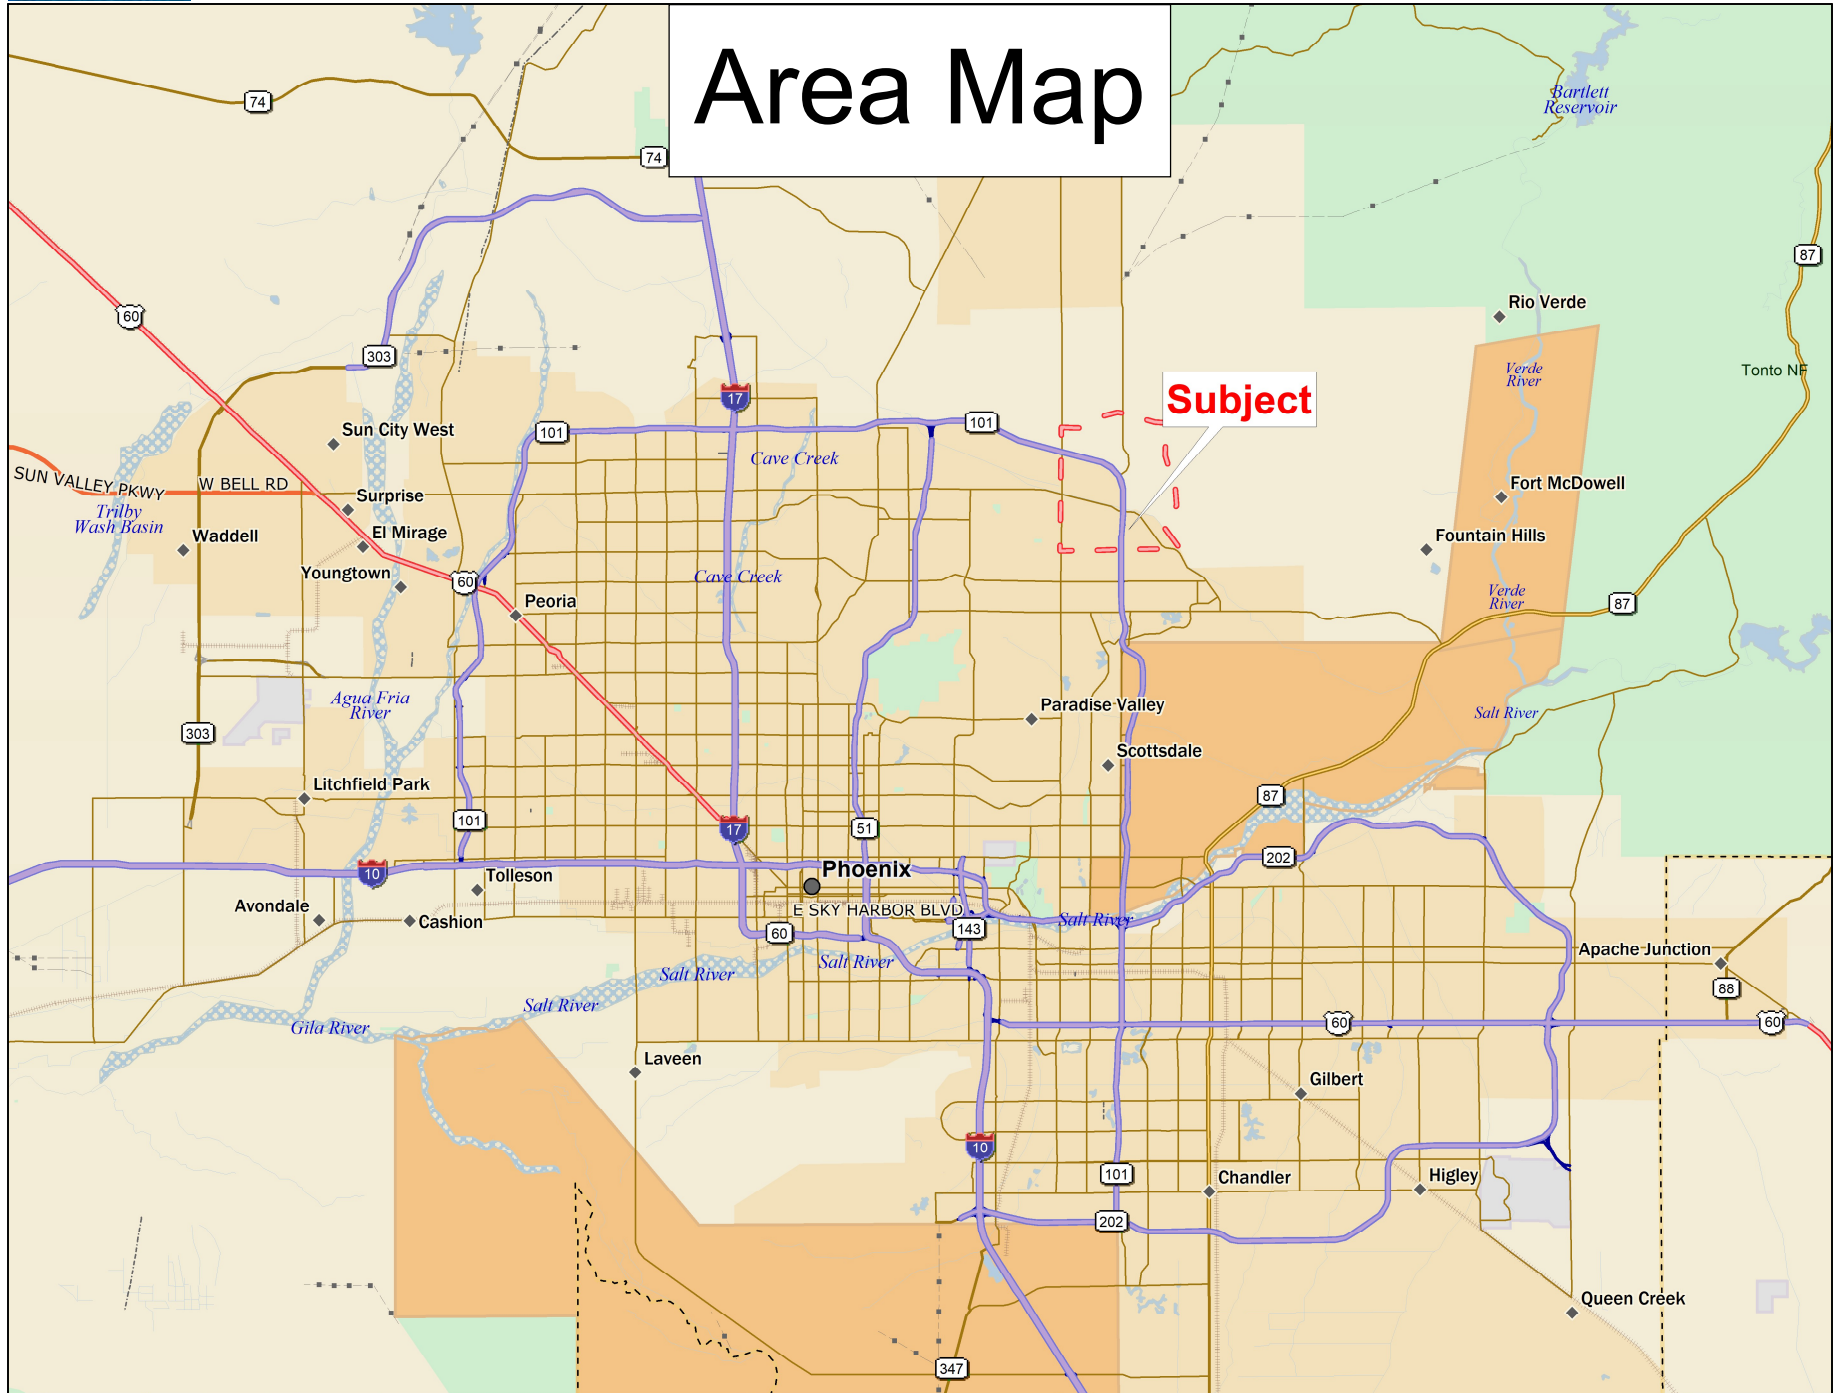 Area Map
74
74
Bartlett
Reservoir
87
60
Rio Verde
303
Verde
River
Tonto NF
17
Subject
101
101
Sun City West
Cave Creek
SUN VALLEY PKWY
W BELL RD
Surprise
Fort McDowell
Trilby
Wash Basin
Waddell
El Mirage
Fountain Hills
Youngtown
60
Cave Creek
Peoria
Verde
River
87
Agua Fria
River
Paradise Valley
Salt River
303
Scottsdale
Litchfield Park
87
101
17
51
202
10
Tolleson
Phoenix
Avondale
Cashion
E SKY HARBOR BLVD
Salt River
60
143
Salt River
Salt River
Apache Junction
88
Salt River
Gila River
60
60
Laveen
Gilbert
10
101
Chandler
Higley
202
Queen Creek
347